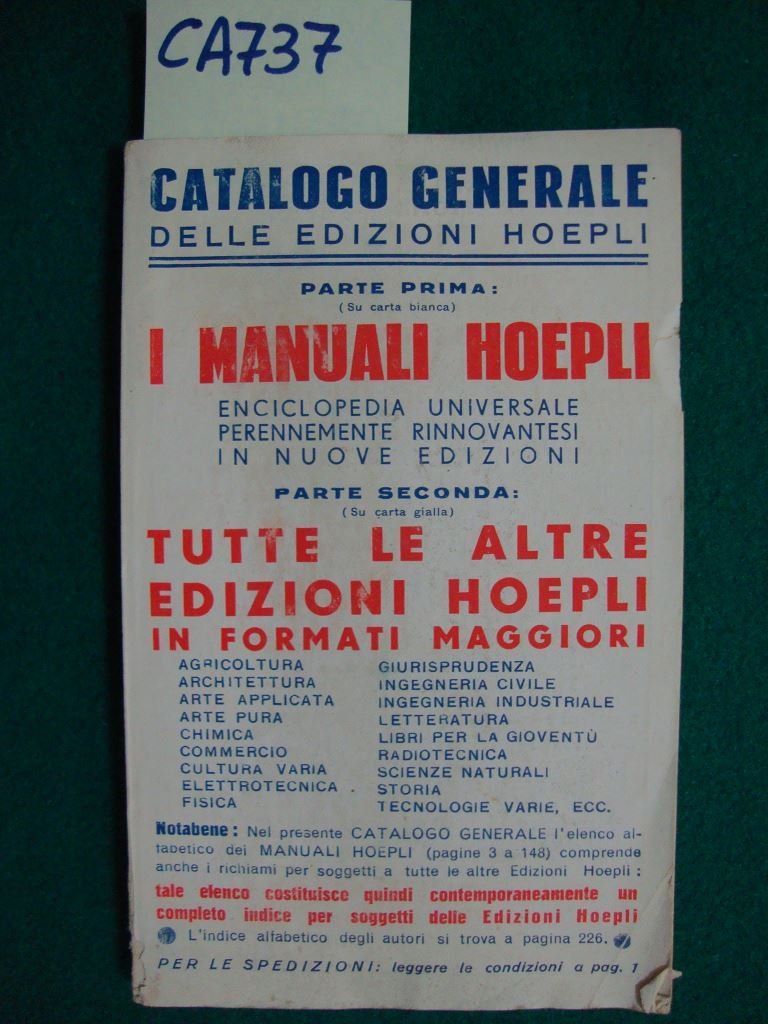 CA737
CATALOGO GENERALE
DELLE EDIZIONI HOEPLI
PARTE PRIMA:
(Su carta bianca)
I MANUALI HOEPLI
ENCICLOPEDIA UNIVERSALE
PERENNEMENTE RINNOVANTESI
IN NUOVE EDIZIONI
PARTE SECONDA:
(Su carta gialla)
TUTTE LE ALTRE
EDIZIONI HOEPLI
IN FORMATI MAGGIORI
AGRICOLTURA
ARCHITETTURA
ARTE APPLICATA
ARTE PURA
CHIMICA
COMMERCIO
CULTURA VARIA
ELETTROTECNICA
FISICA
GIURISPRUDENZA
INGEGNERIA CIVILE
INGEGNERIA INDUSTRIALE
LETTERATURA
LIBRI PER LA GIOVENTÙ
RADIOTECNICA
SCIENZE NATURALI
STORIA
TECNOLOGIE VARIE, ECC.
Notabene: Nel presente CATALOGO GENERALE l'elenco al-
fabetico dei MANUALI HOEPLI (pagine 3 a 148) comprende
anche i richiami per soggetti a tutte le altre Edizioni Hoepli:
tale elenco costituisce quindi contemporaneamente un
completo indice per soggetti delle Edizioni Hoepli
L'indice alfabetico degli autori si trova a pagina 226.
PER LE SPEDIZIONI: leggere le condizioni a pag. 1